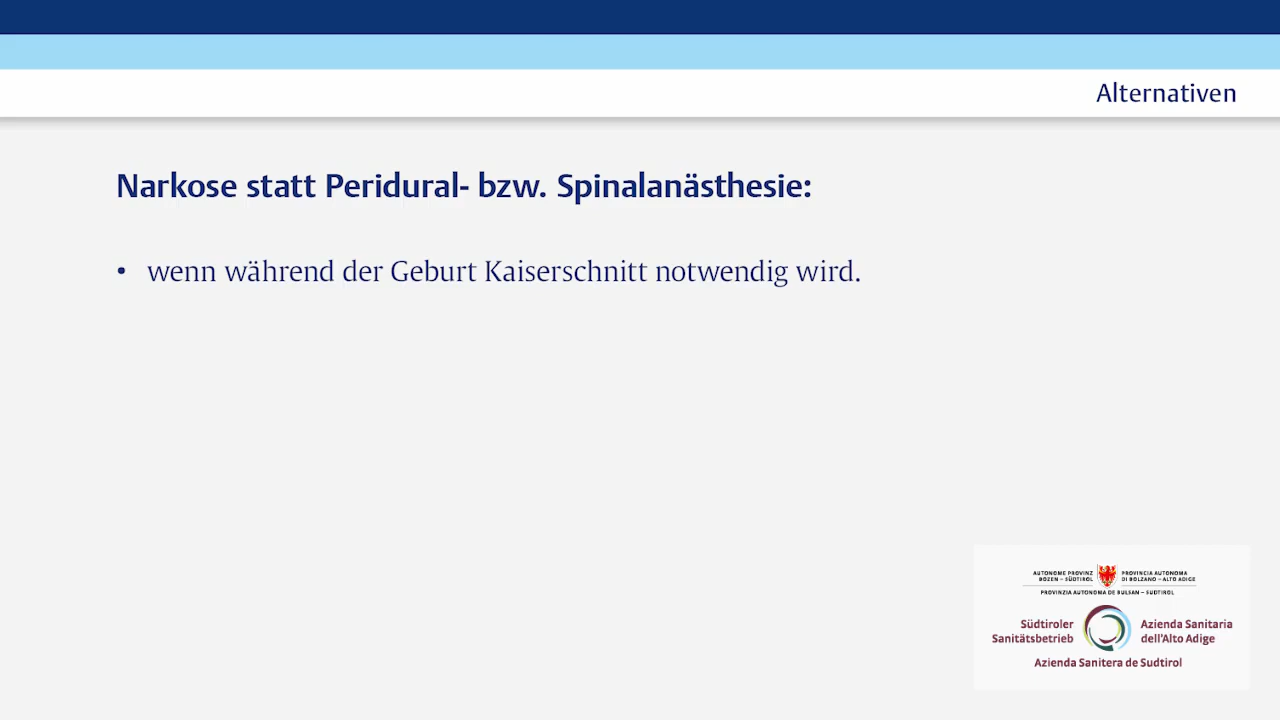 Alternativen
Narkose statt Peridural- bzw. Spinalanästhesie:
• wenn während der Geburt Kaiserschnitt notwendig wird.
AUTONOME PROVINZ BOZEN – SÜDTIROL
PROVINCIA AUTONOMA DI BOLZANO – ALTO ADIGE
PROVINZIA AUTONOMA DE BULSAN – SUDTIROL
Südtiroler Sanitätsbetrieb
Azienda Sanitaria dell'Alto Adige
Azienda Sanitera de Sudtirol